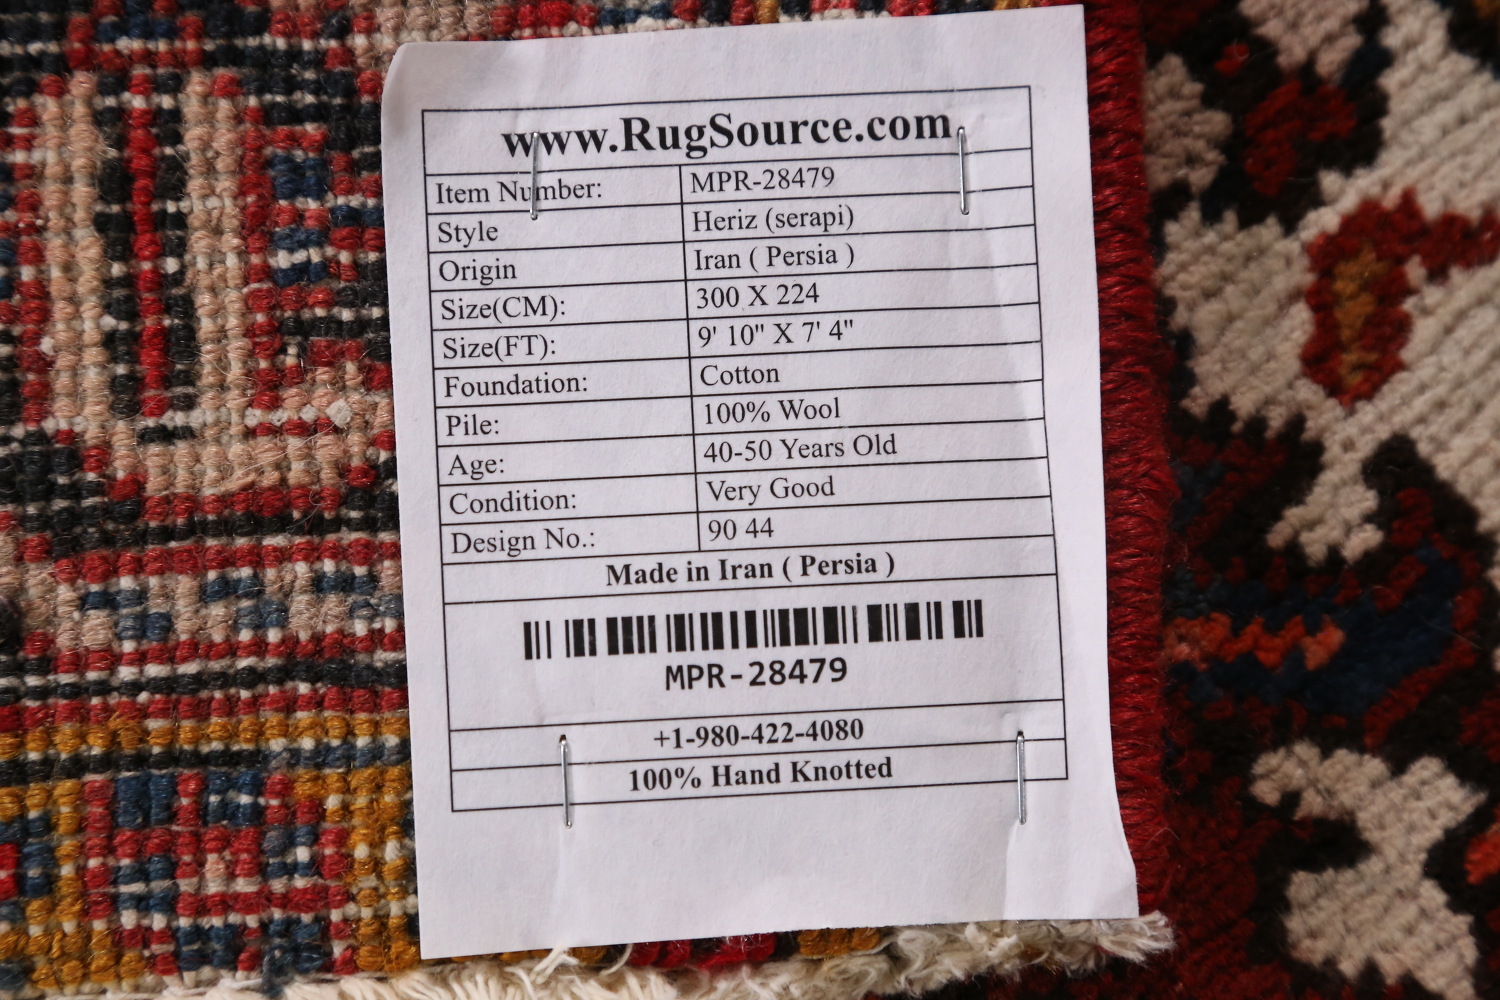 www.RugSource.com
Item Number: MPR-28479
Style Heriz (serapi)
Origin Iran ( Persia )
Size(CM): 300 X 224
Size(FT): 9' 10" X 7' 4"
Foundation: Cotton
Pile: 100% Wool
Age: 40-50 Years Old
Condition: Very Good
Design No.: 90 44
Made in Iran ( Persia )
MPR-28479
+1-980-422-4080
100% Hand Knotted